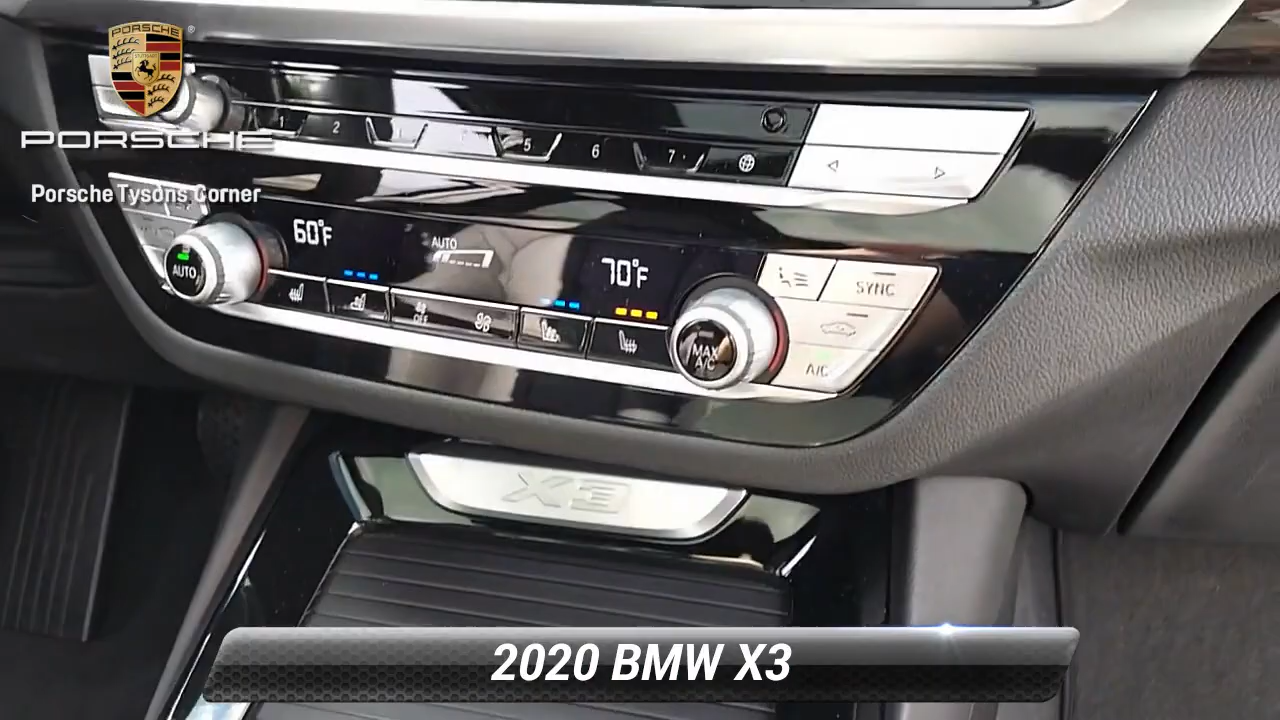 PORSCHE
PORSCHE
Porsche Tysons Corner
1 2 5 6 7
60°F
AUTO
70°F
AUTO
OFF
MAX
A/C
SYNC
A/C
X3
2020 BMW X3